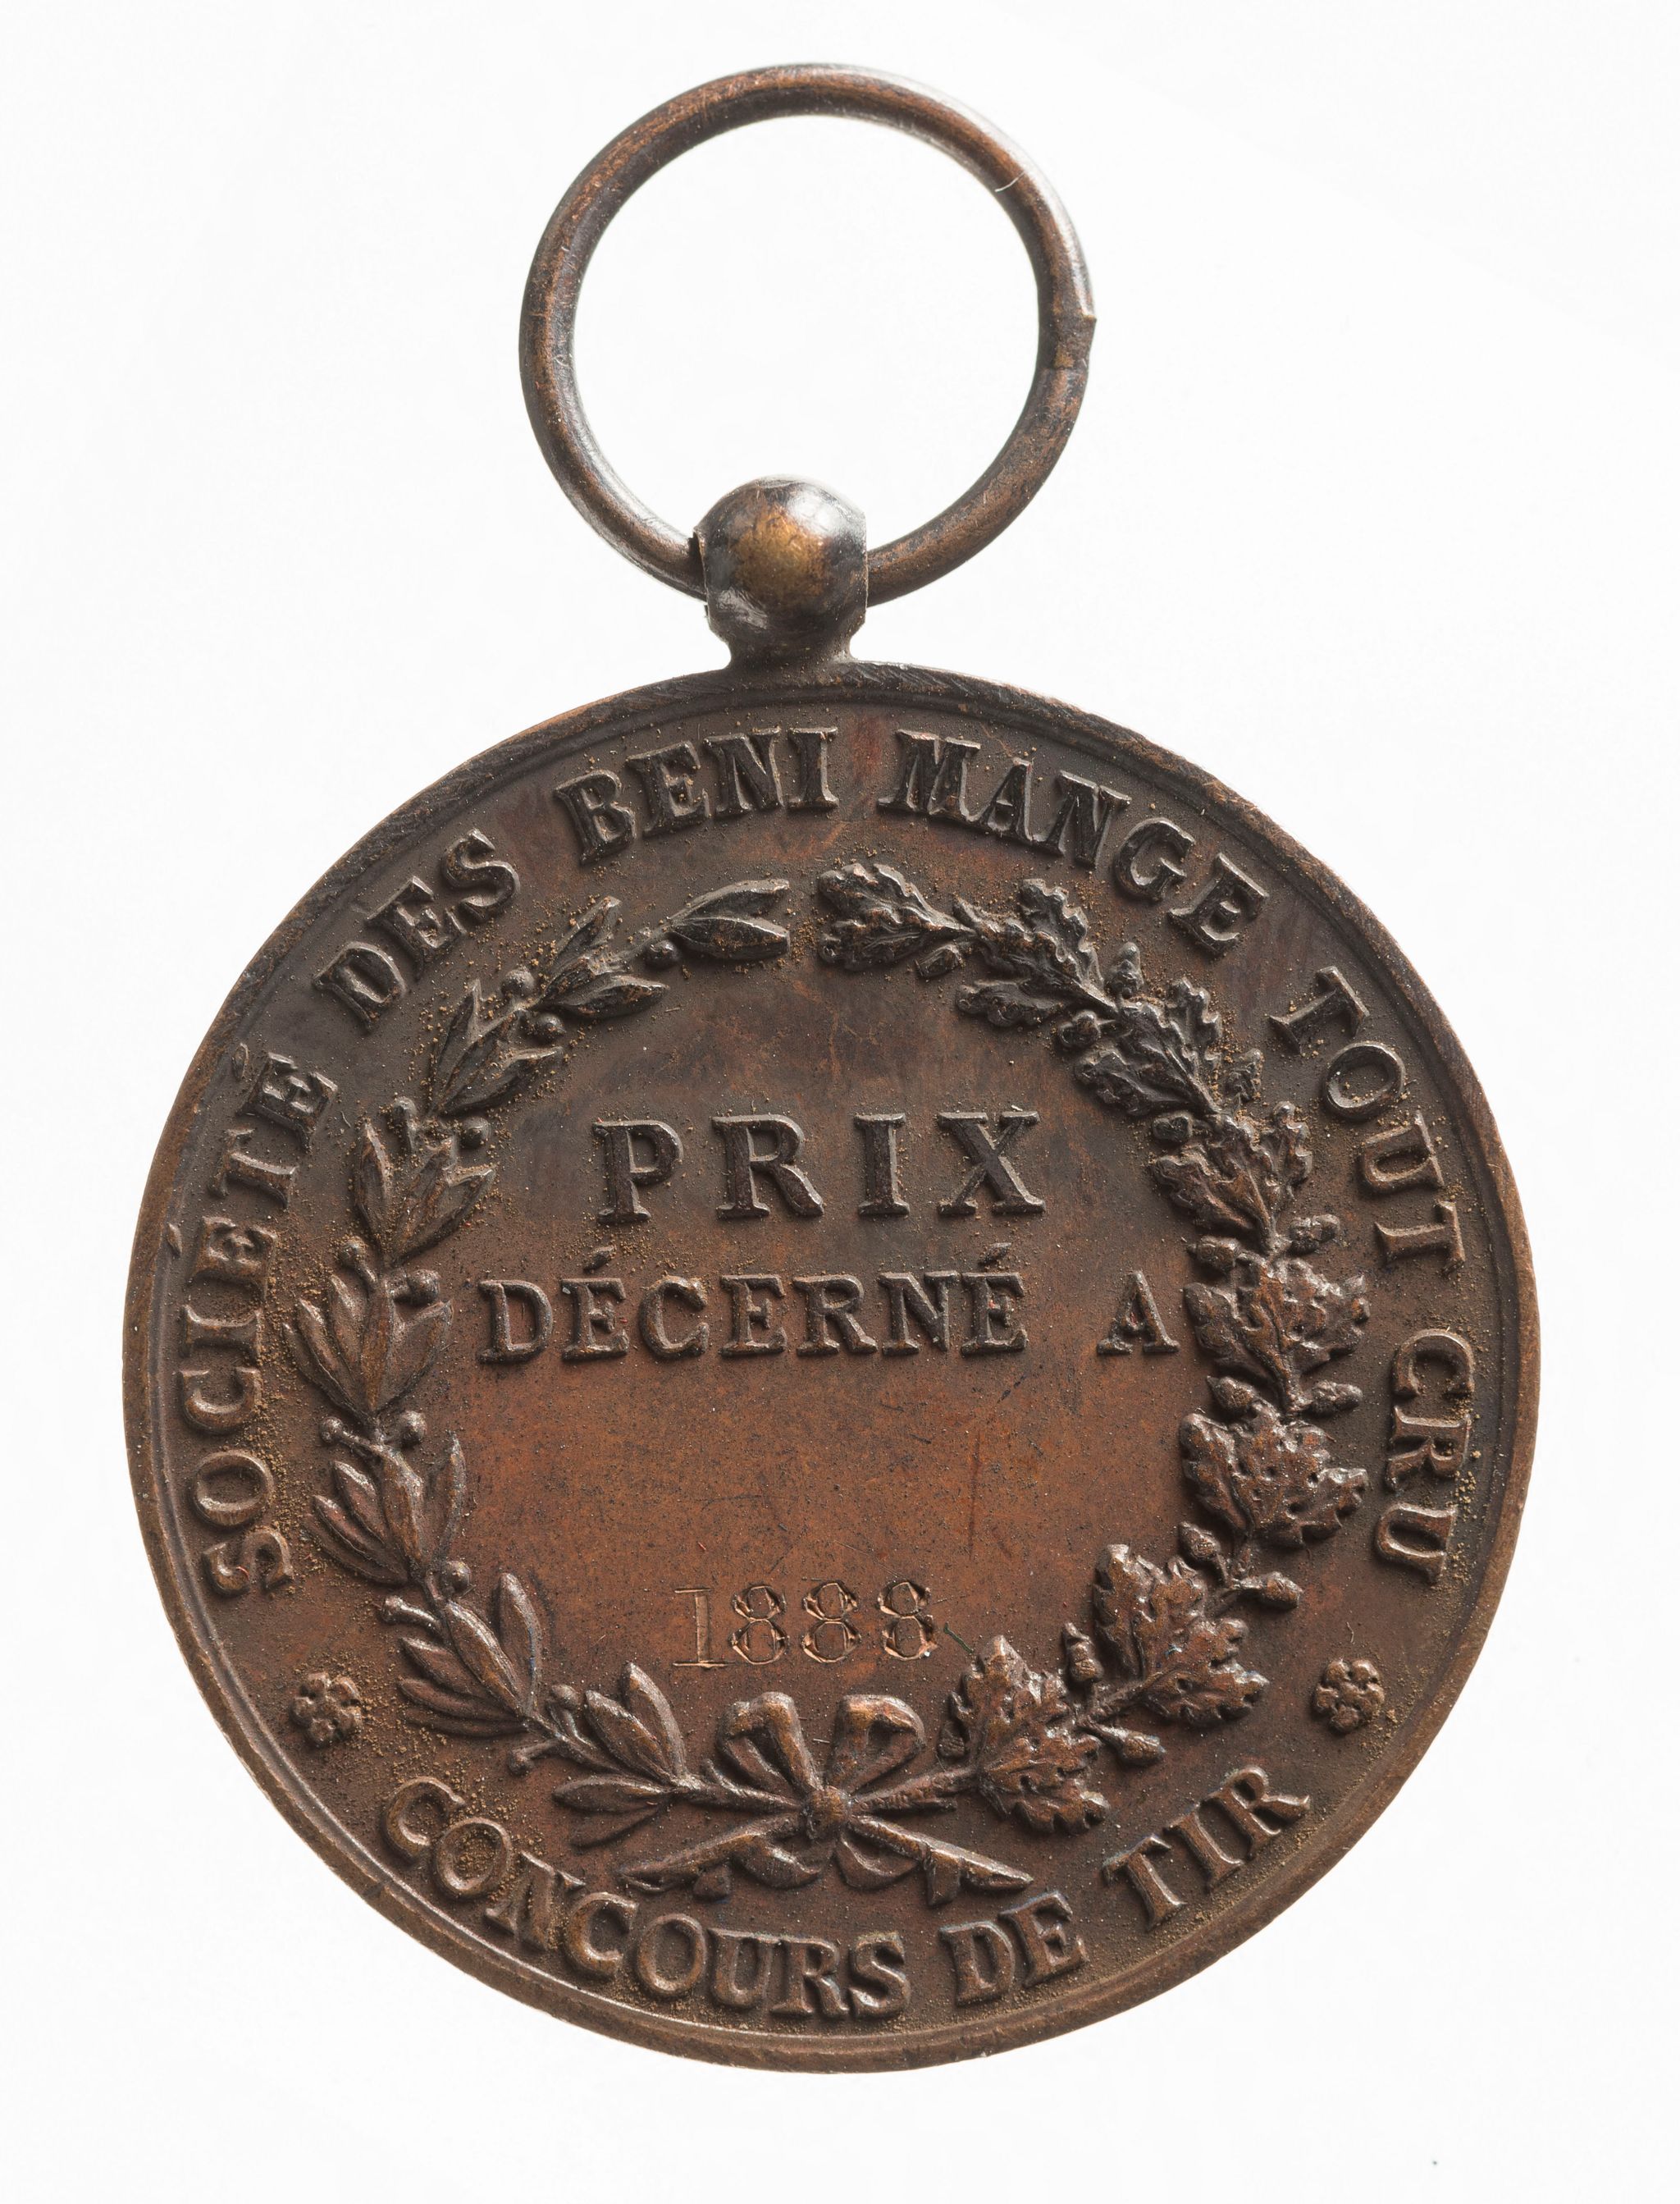 SOCIÉTÉ DES BENI MANGE TOUT CRU
PRIX
DÉCERNÉ A
1888
CONCOURS DE TIR